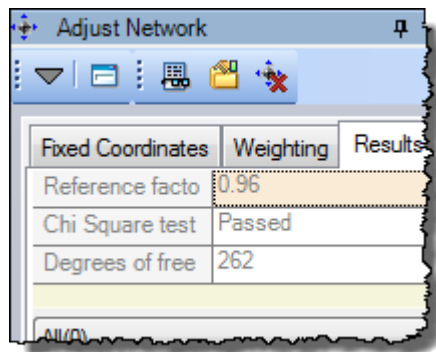 Adjust Network
Fixed Coordinates Weighting Results
Reference facto 0.96
Chi Square test Passed
Degrees of free 262
All(0)